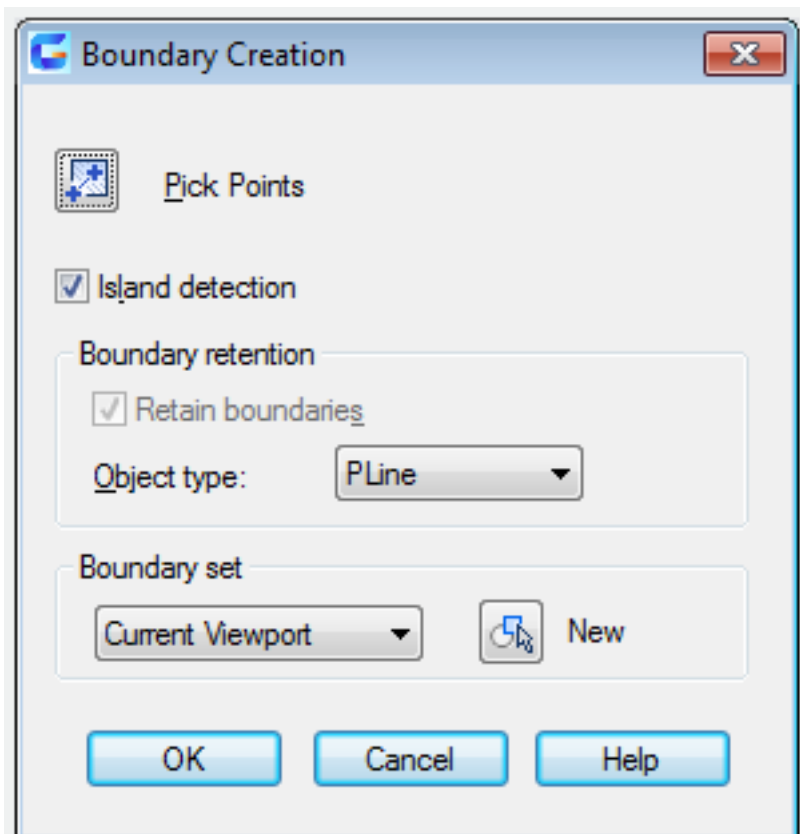 Boundary Creation
Pick Points
Island detection
Boundary retention
Retain boundaries
Object type: PLine
Boundary set
Current Viewport New
OK Cancel Help